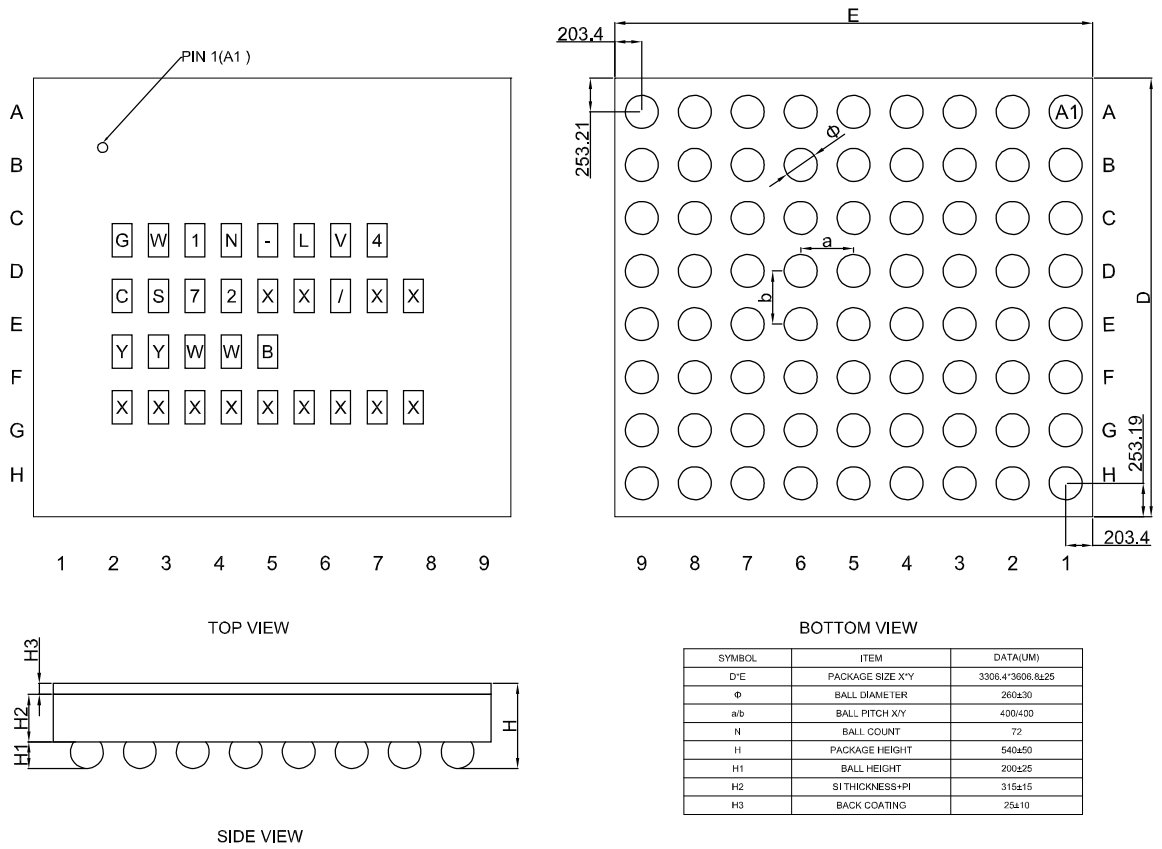 PIN 1(A1 )
A
B
C
D
E
F
G
H
G W 1 N - L V 4
C S 7 2 X X / X X
Y Y W W B
X X X X X X X X X
1 2 3 4 5 6 7 8 9
TOP VIEW
E
203.4
253.21
A1
Φ
a
b
D
A
B
C
D
E
F
G
H
253.19
203.4
9 8 7 6 5 4 3 2 1
BOTTOM VIEW
H3
H2
H1
H
SIDE VIEW
SYMBOL ITEM DATA(UM)
D*E PACKAGE SIZE X*Y 3306.4*3606.8±25
Φ BALL DIAMETER 260±30
a/b BALL PITCH X/Y 400/400
N BALL COUNT 72
H PACKAGE HEIGHT 540±50
H1 BALL HEIGHT 200±25
H2 SI THICKNESS+PI 315±15
H3 BACK COATING 25±10